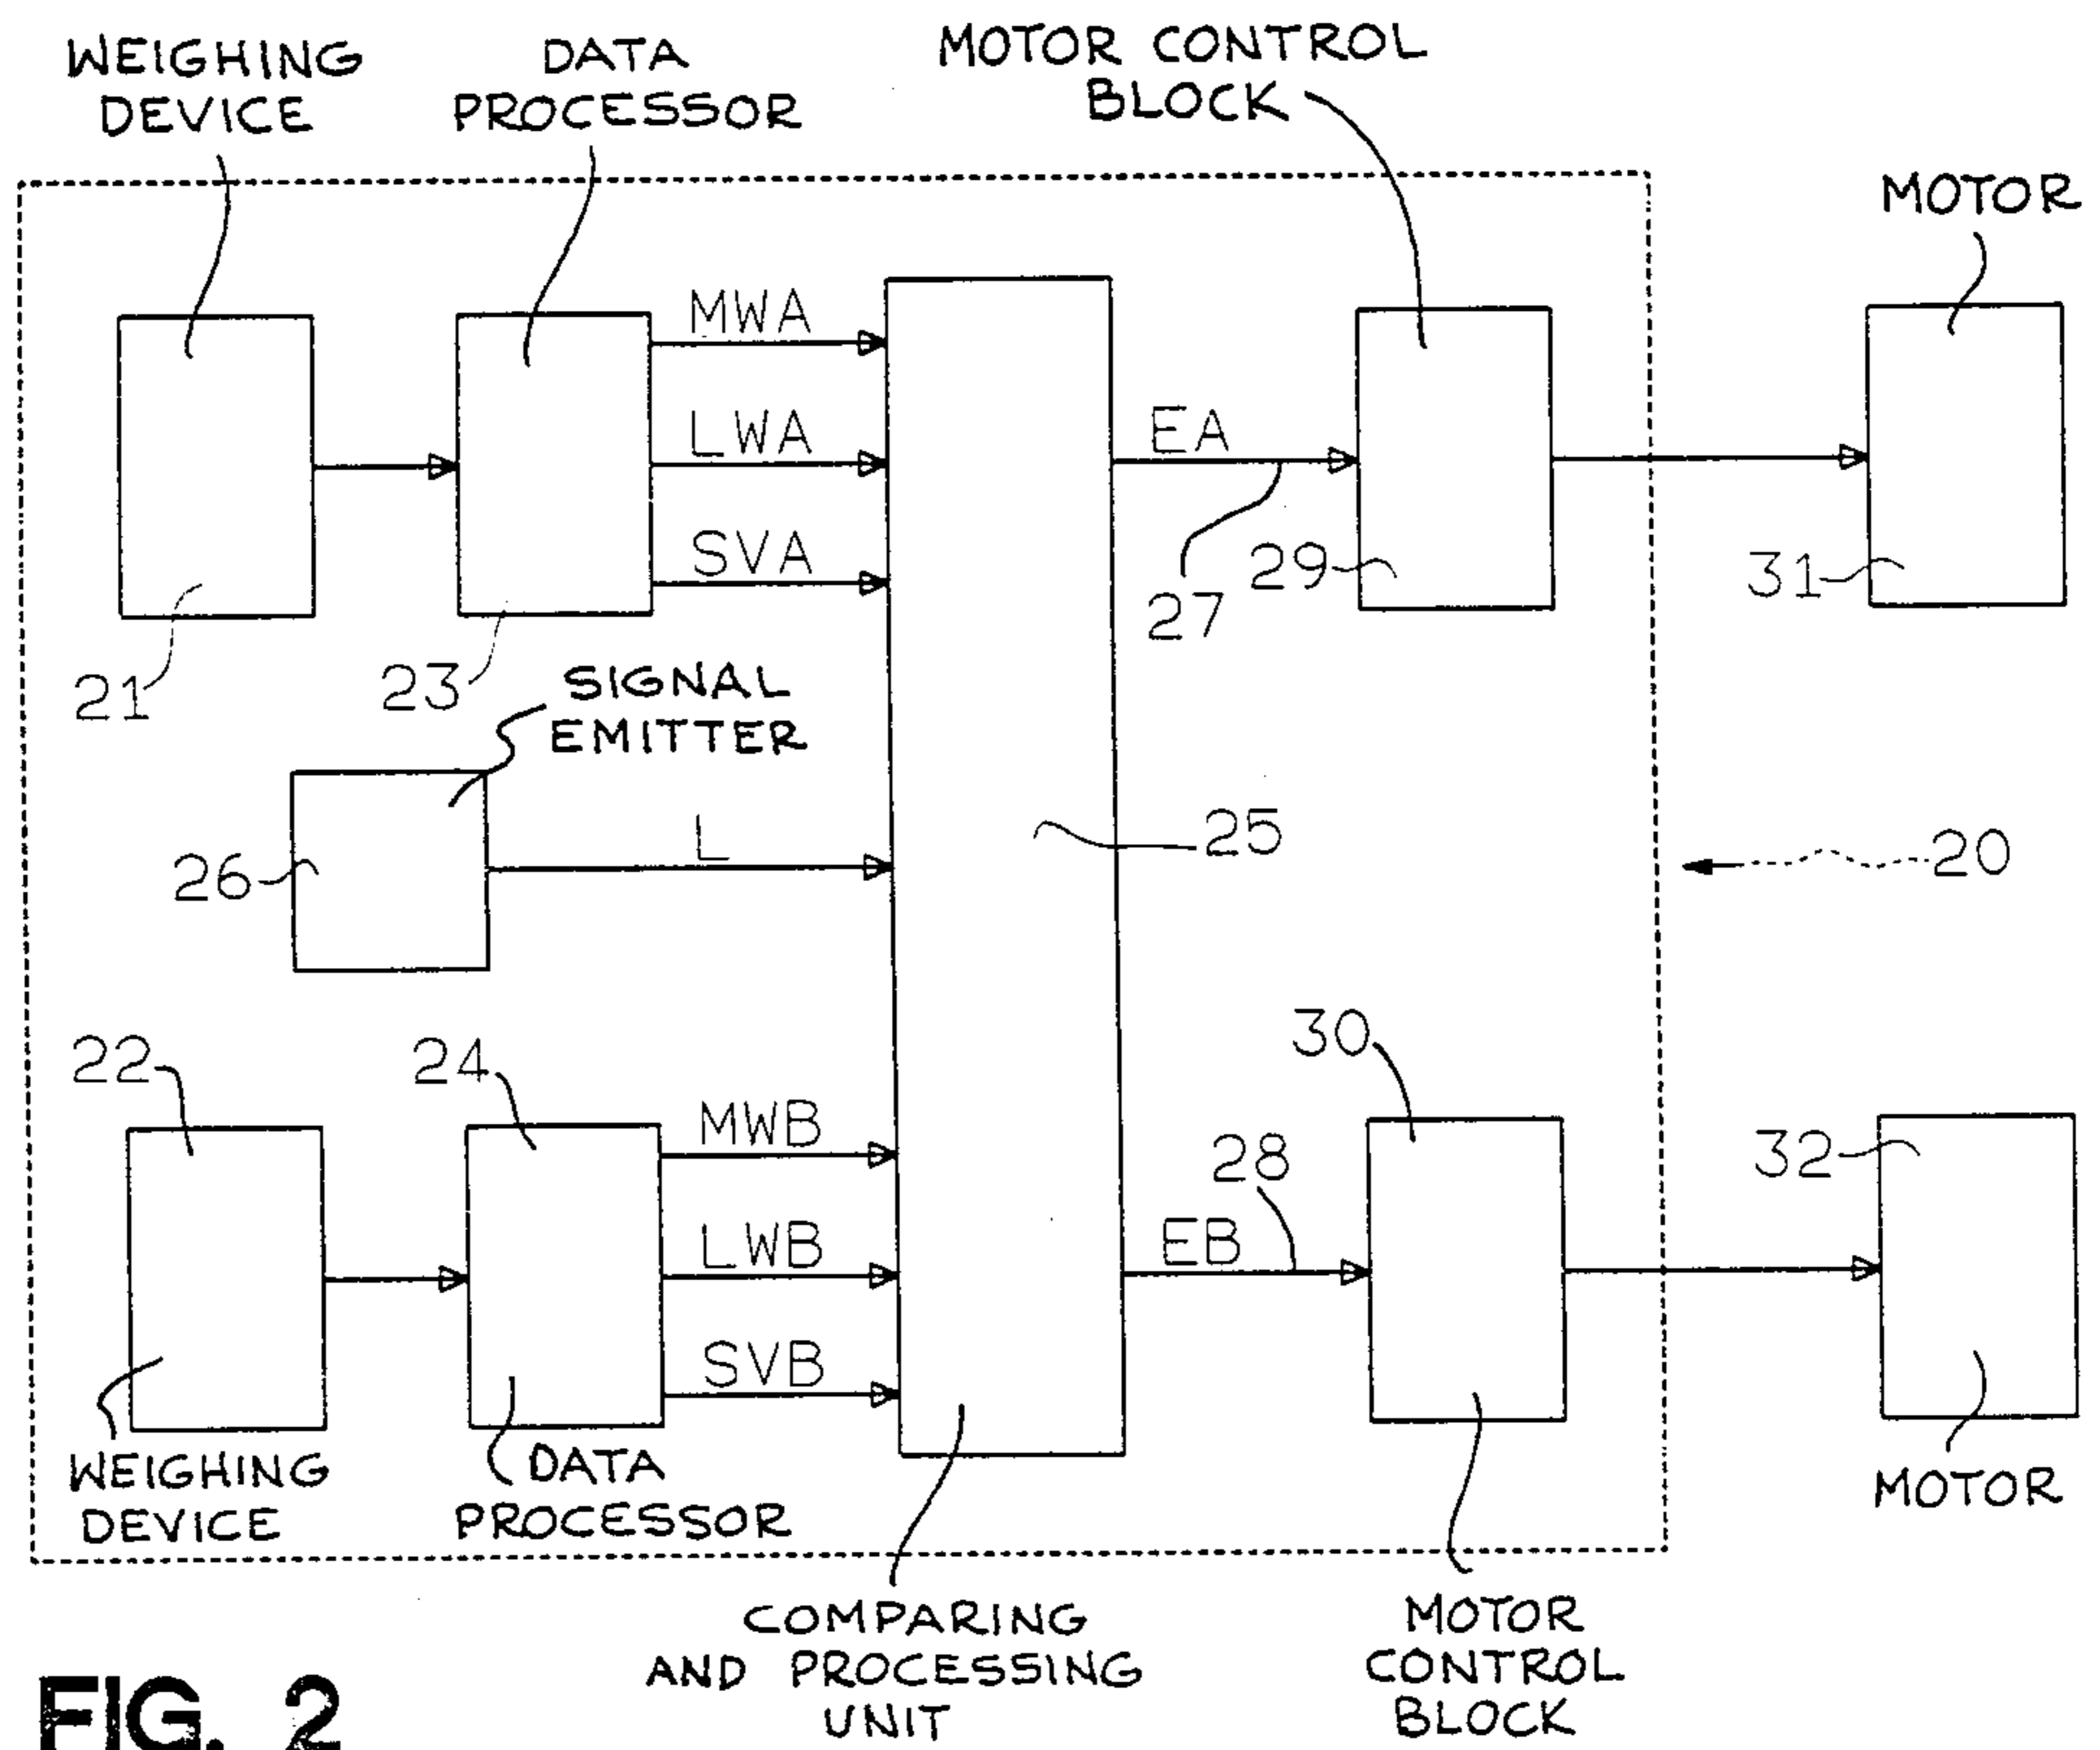 WEIGHING
DEVICE
DATA
PROCESSOR
MOTOR CONTROL
BLOCK
MOTOR
MWA
LWA
SVA
EA
27
29
31
21
23
SIGNAL
EMITTER
L
26
25
20
22
24
30
MWB
LWB
SVB
28
EB
32
WEIGHING
DEVICE
DATA
PROCESSOR
MOTOR
COMPARING
AND PROCESSING
UNIT
MOTOR
CONTROL
BLOCK
FIG. 2